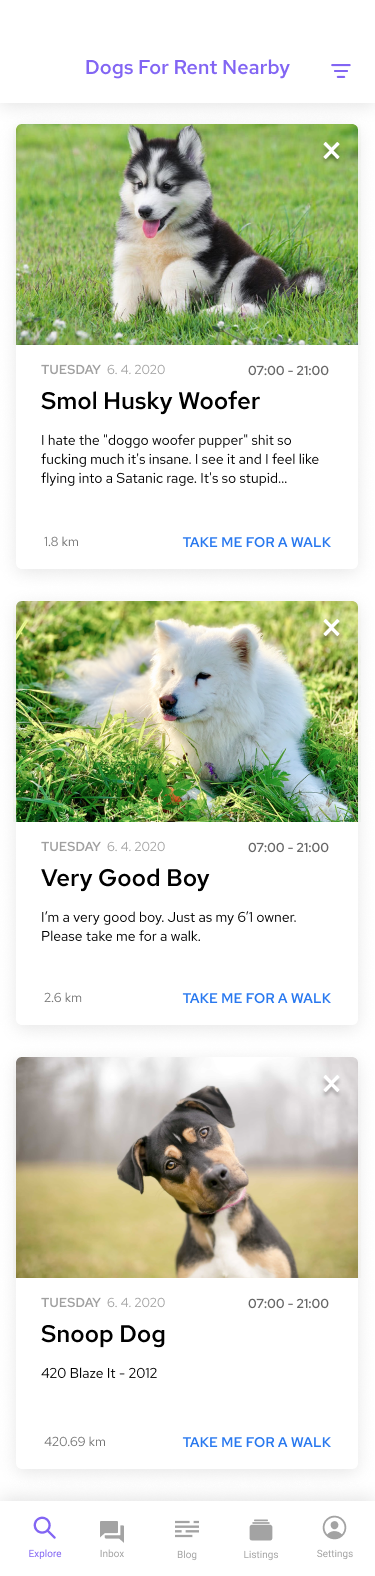 Dogs For Rent Nearby
TUESDAY 6. 4. 2020 07:00 - 21:00
Smol Husky Woofer
I hate the "doggo woofer pupper" shit so
fucking much it's insane. I see it and I feel like
flying into a Satanic rage. It's so stupid...
1.8 km TAKE ME FOR A WALK
TUESDAY 6. 4. 2020 07:00 - 21:00
Very Good Boy
I’m a very good boy. Just as my 6’1 owner.
Please take me for a walk.
2.6 km TAKE ME FOR A WALK
TUESDAY 6. 4. 2020 07:00 - 21:00
Snoop Dog
420 Blaze It - 2012
420.69 km TAKE ME FOR A WALK
Explore Inbox Blog Listings Settings